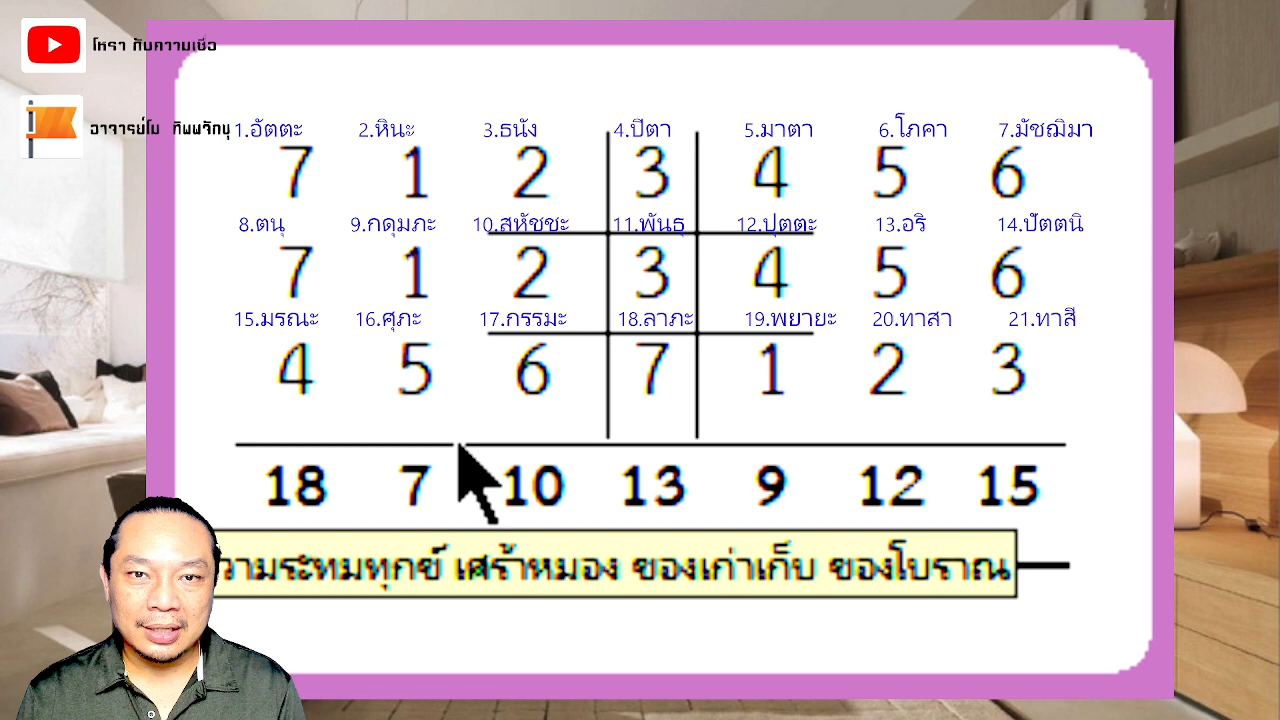 โหรา กับความเชื่อ
อาจารย์โม ทิพพจักษุ
1.อัตตะ 2.หินะ 3.ธนัง 4.ปิตา 5.มาตา 6.โภคา 7.มัชฌิมา
7 1 2 3 4 5 6
8.ตนุ 9.กดุมภะ 10.สหัชชะ 11.พันธุ 12.ปุตตะ 13.อริ 14.ปัตตนิ
7 1 2 3 4 5 6
15.มรณะ 16.ศุภะ 17.กรรมะ 18.ลาภะ 19.พยายะ 20.ทาสา 21.ทาสี
4 5 6 7 1 2 3
18 7 10 13 9 12 15
วามระทมทุกข์ เศร้าหมอง ของเก่าเก็บ ของโบราณ